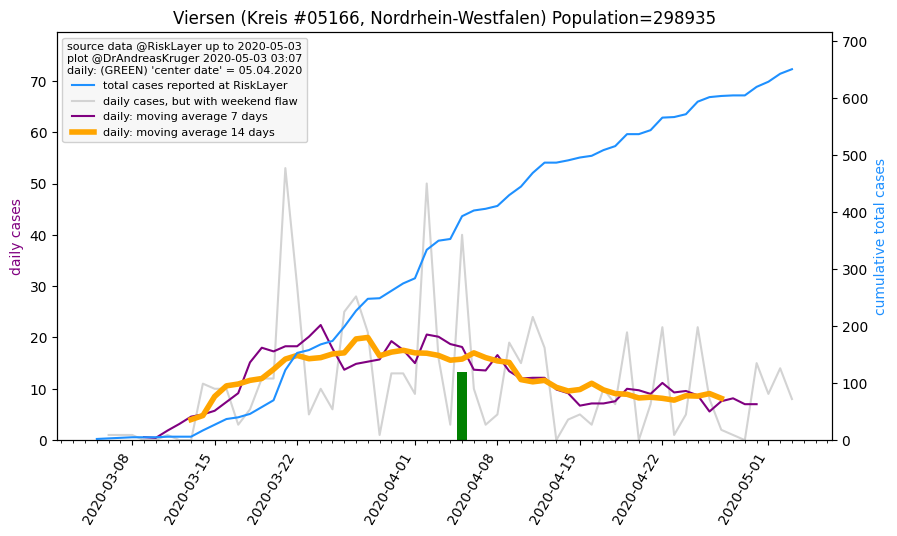 Viersen (Kreis #05166, Nordrhein-Westfalen) Population=298935
source data @RiskLayer up to 2020-05-03
plot @DrAndreasKruger 2020-05-03 03:07
daily: (GREEN) 'center date' = 05.04.2020
total cases reported at RiskLayer
daily cases, but with weekend flaw
daily: moving average 7 days
daily: moving average 14 days
daily cases
70
60
50
40
30
20
10
0
700
600
500
400
300
200
100
0
cumulative total cases
2020-03-08
2020-03-15
2020-03-22
2020-04-01
2020-04-08
2020-04-15
2020-04-22
2020-05-01